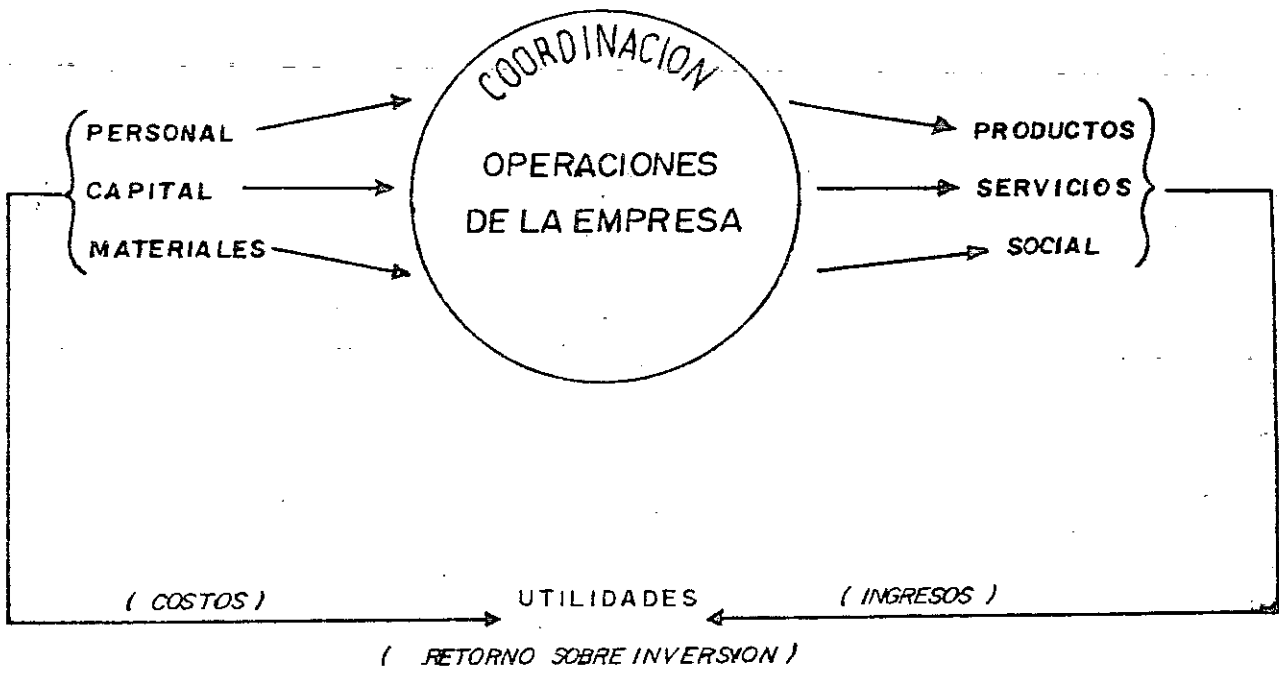 COORDINACION
PERSONAL
CAPITAL
MATERIALES
OPERACIONES
DE LA EMPRESA
PRODUCTOS
SERVICIOS
SOCIAL
( COSTOS )
UTILIDADES
( INGRESOS )
( RETORNO SOBRE INVERSION )